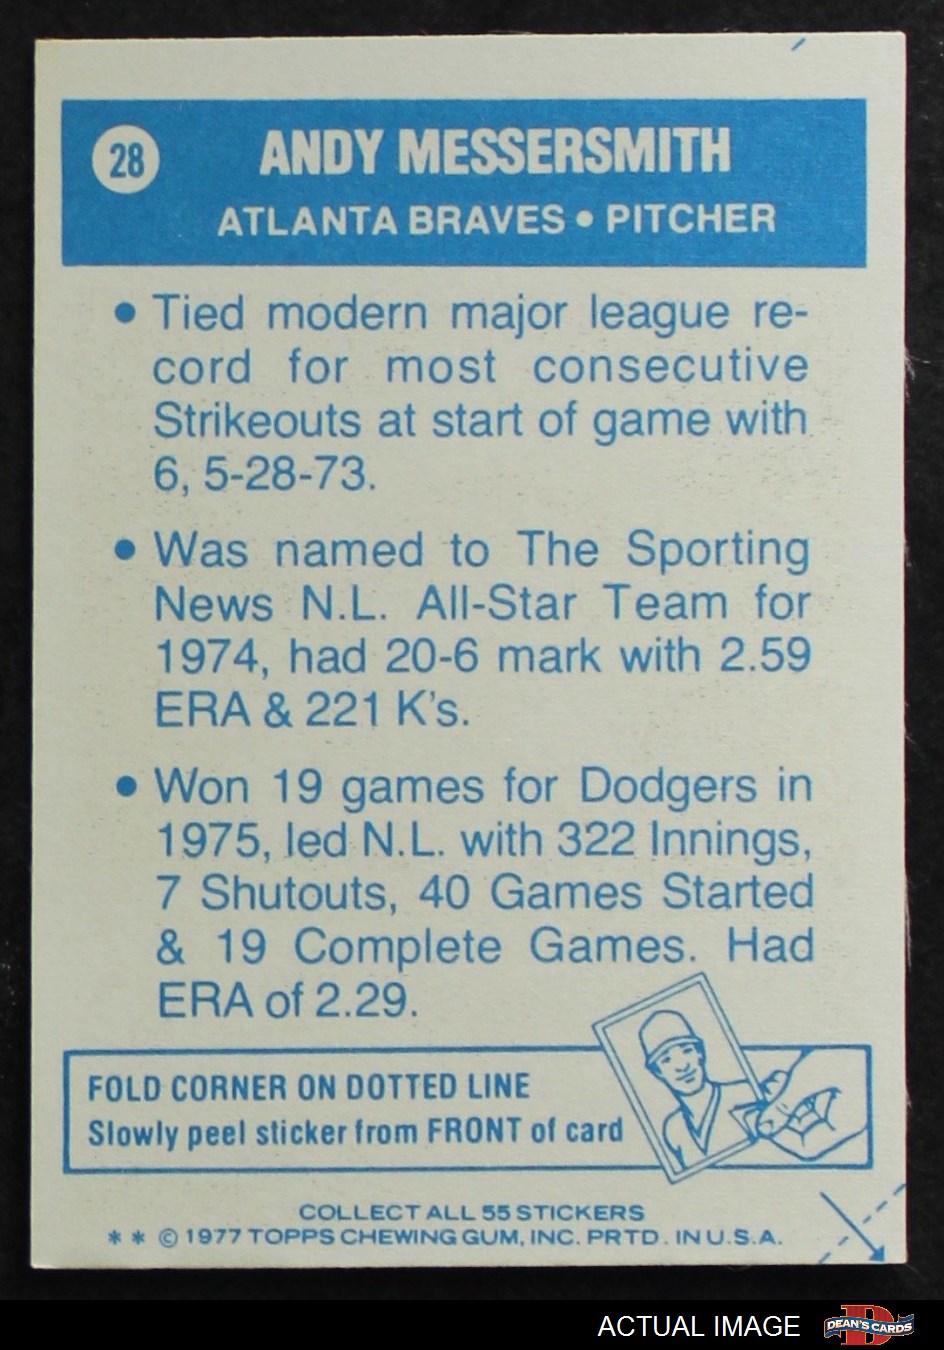 28
ANDY MESSERSMITH
ATLANTA BRAVES • PITCHER
• Tied modern major league re-
cord for most consecutive
Strikeouts at start of game with
6, 5-28-73.
• Was named to The Sporting
News N.L. All-Star Team for
1974, had 20-6 mark with 2.59
ERA & 221 K's.
• Won 19 games for Dodgers in
1975, led N.L. with 322 Innings,
7 Shutouts, 40 Games Started
& 19 Complete Games. Had
ERA of 2.29.
FOLD CORNER ON DOTTED LINE
Slowly peel sticker from FRONT of card
COLLECT ALL 55 STICKERS
* * © 1977 TOPPS CHEWING GUM, INC. PRTD. IN U.S.A.
ACTUAL IMAGE
D
DEAN'S CARDS